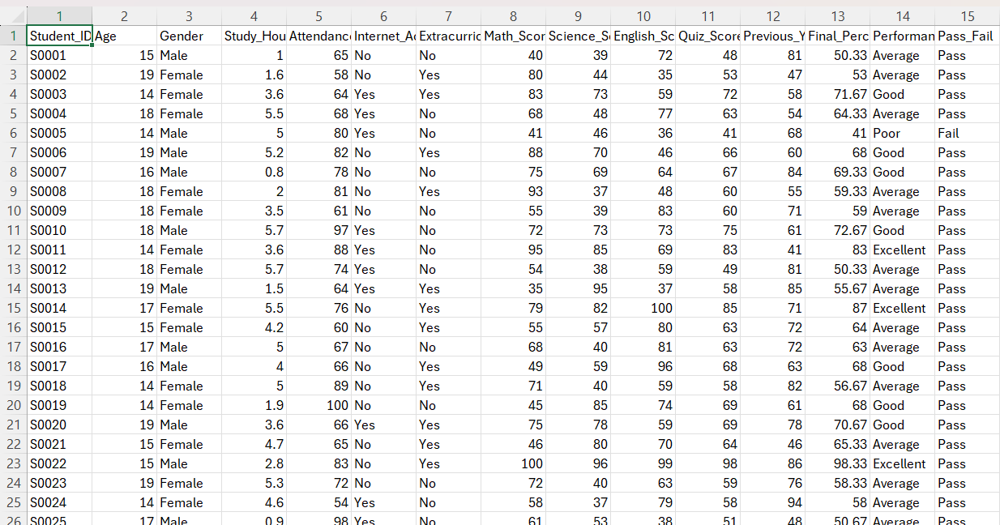 1 2 3 4 5 6 7 8 9 10 11 12 13 14 15
1 Student_ID Age Gender Study_Hou Attendanc Internet_Ac Extracurric Math_Scor Science_S English_Sc Quiz_Score Previous_Y Final_Perc Performan Pass_Fail
2 S0001 15 Male 1 65 No No 40 39 72 48 81 50.33 Average Pass
3 S0002 19 Female 1.6 58 No Yes 80 44 35 53 47 53 Average Pass
4 S0003 14 Female 3.6 64 Yes Yes 83 73 59 72 58 71.67 Good Pass
5 S0004 18 Female 5.5 68 Yes No 68 48 77 63 54 64.33 Average Pass
6 S0005 14 Male 5 80 Yes No 41 46 36 41 68 41 Poor Fail
7 S0006 19 Male 5.2 82 No Yes 88 70 46 66 60 68 Good Pass
8 S0007 16 Male 0.8 78 No No 75 69 64 67 84 69.33 Good Pass
9 S0008 18 Female 2 81 No Yes 93 37 48 60 55 59.33 Average Pass
10 S0009 18 Female 3.5 61 No No 55 39 83 60 71 59 Average Pass
11 S0010 18 Male 5.7 97 Yes No 72 73 73 75 61 72.67 Good Pass
12 S0011 14 Female 3.6 88 Yes No 95 85 69 83 41 83 Excellent Pass
13 S0012 18 Female 5.7 74 Yes No 54 38 59 49 81 50.33 Average Pass
14 S0013 19 Male 1.5 64 Yes Yes 35 95 37 58 85 55.67 Average Pass
15 S0014 17 Female 5.5 76 No Yes 79 82 100 85 71 87 Excellent Pass
16 S0015 15 Female 4.2 60 No Yes 55 57 80 63 72 64 Average Pass
17 S0016 17 Male 5 67 No No 68 40 81 63 72 63 Average Pass
18 S0017 16 Male 4 66 No Yes 49 59 96 68 63 68 Good Pass
19 S0018 14 Female 5 89 No Yes 71 40 59 58 82 56.67 Average Pass
20 S0019 14 Female 1.9 100 No No 45 85 74 69 61 68 Good Pass
21 S0020 19 Male 3.6 66 Yes Yes 75 78 59 69 78 70.67 Good Pass
22 S0021 15 Female 4.7 65 No Yes 46 80 70 64 46 65.33 Average Pass
23 S0022 15 Male 2.8 83 No Yes 100 96 99 98 86 98.33 Excellent Pass
24 S0023 19 Female 5.3 72 No No 72 40 63 59 76 58.33 Average Pass
25 S0024 14 Female 4.6 54 Yes No 58 37 79 58 94 58 Average Pass
26 S0025 17 Male 0.9 98 Yes No 61 53 38 51 48 50.67 Average Pass